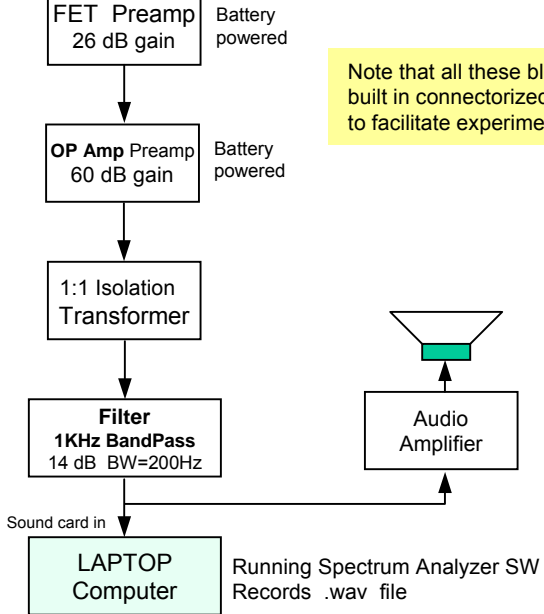 FET Preamp
26 dB gain
Battery
powered
Note that all these bl
built in connectorized
to facilitate experime
OP Amp Preamp
60 dB gain
Battery
powered
1:1 Isolation
Transformer
Filter
1KHz BandPass
14 dB BW=200Hz
Audio
Amplifier
Sound card in
LAPTOP
Computer
Running Spectrum Analyzer SW
Records .wav file